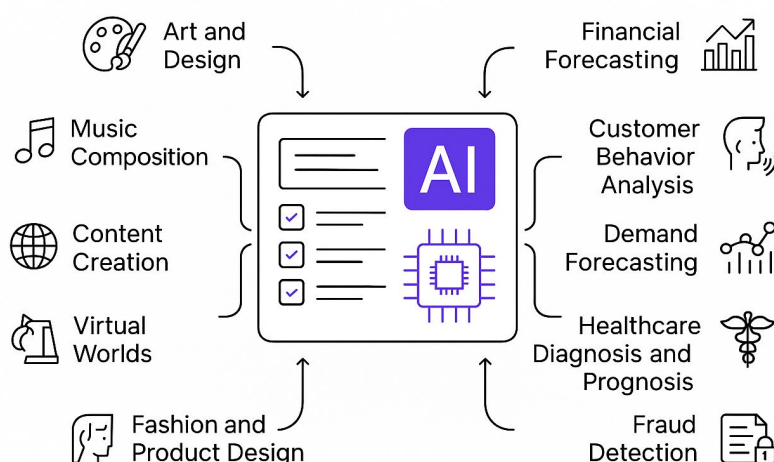 Art and
Design
Music
Composition
Content
Creation
Virtual
Worlds
Fashion and
Product Design
AI
Financial
Forecasting
Customer
Behavior
Analysis
Demand
Forecasting
Healthcare
Diagnosis and
Prognosis
Fraud
Detection
1